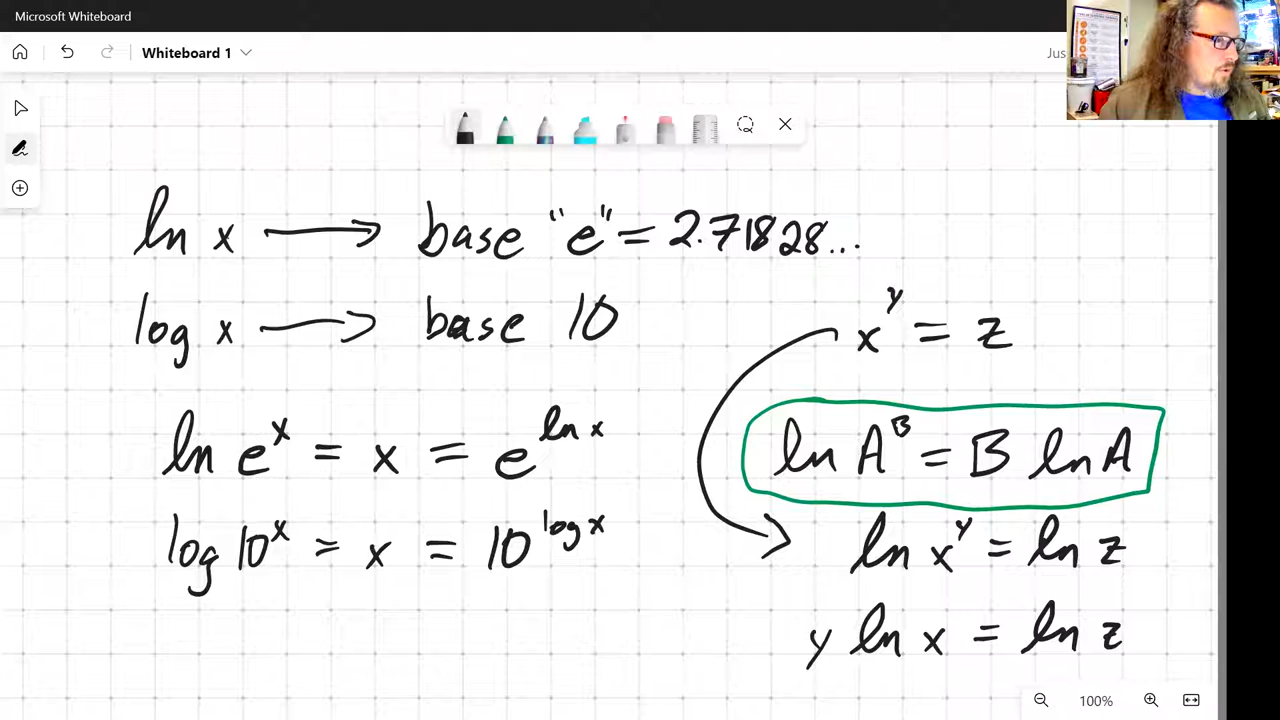 Microsoft Whiteboard
Whiteboard 1
Jus
ln x → base "e" = 2.71828...
log x → base 10
x^y = z
ln e^x = x = e^(ln x)
ln A^B = B ln A
log 10^x = x = 10^(log x)
ln x^y = ln z
y ln x = ln z
100%